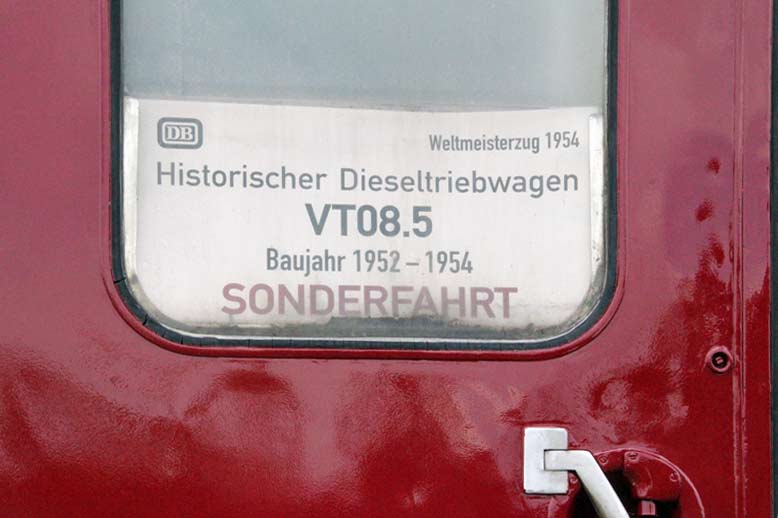 DB
Weltmeisterzug 1954
Historischer Dieseltriebwagen
VT08.5
Baujahr 1952 – 1954
SONDERFAHRT